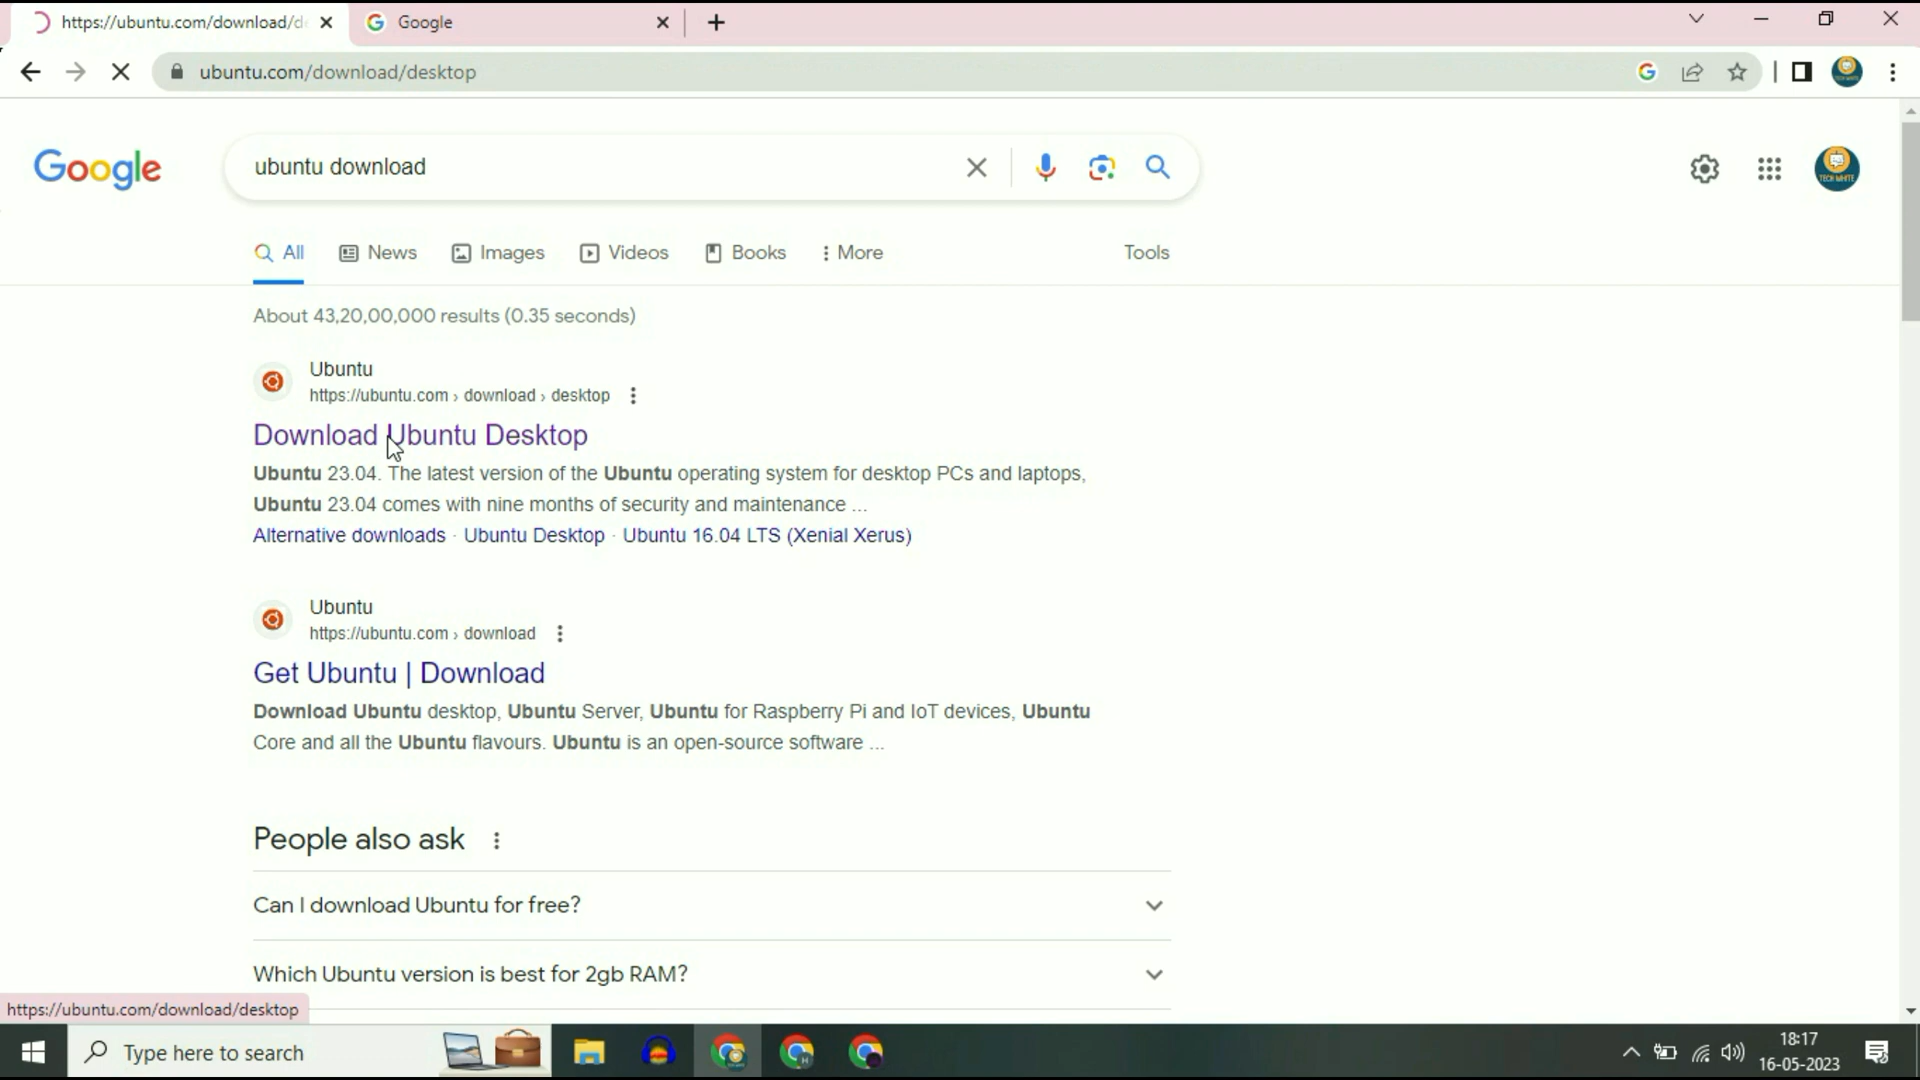 https://ubuntu.com/download/de
Google
ubuntu.com/download/desktop
Google
ubuntu download
All
News
Images
Videos
Books
More
Tools
TECH WHITE
About 43,20,00,000 results (0.35 seconds)
Ubuntu
https://ubuntu.com › download › desktop
Download Ubuntu Desktop
Ubuntu 23.04. The latest version of the Ubuntu operating system for desktop PCs and laptops,
Ubuntu 23.04 comes with nine months of security and maintenance ...
Alternative downloads · Ubuntu Desktop · Ubuntu 16.04 LTS (Xenial Xerus)
Ubuntu
https://ubuntu.com › download
Get Ubuntu | Download
Download Ubuntu desktop, Ubuntu Server, Ubuntu for Raspberry Pi and IoT devices, Ubuntu
Core and all the Ubuntu flavours. Ubuntu is an open-source software ...
People also ask
Can I download Ubuntu for free?
Which Ubuntu version is best for 2gb RAM?
https://ubuntu.com/download/desktop
Type here to search
18:17
16-05-2023